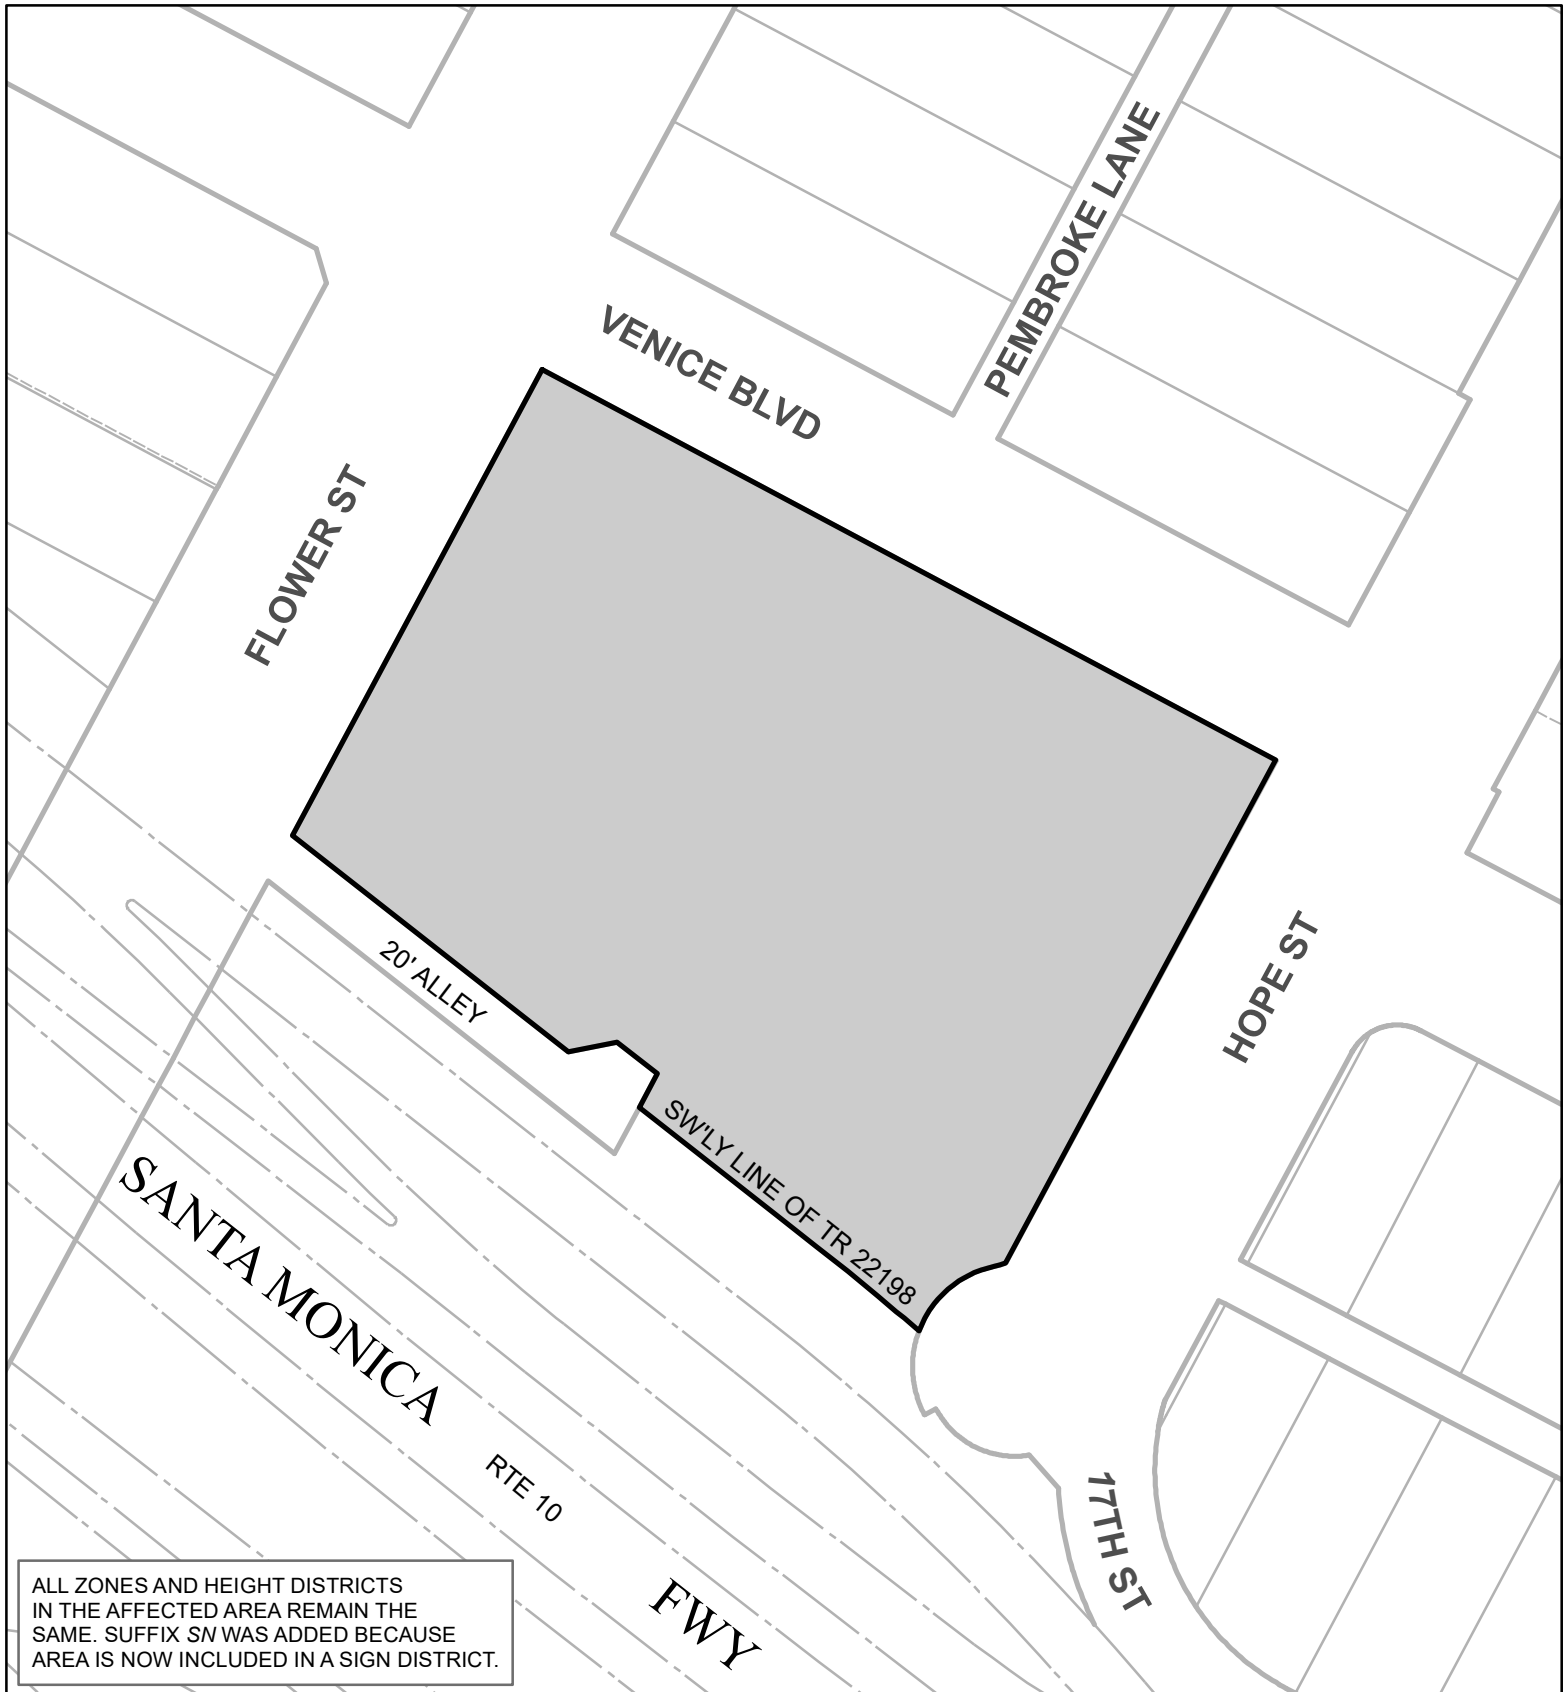 PEMBROKE LANE
VENICE BLVD
FLOWER ST
HOPE ST
20' ALLEY
SW'LY LINE OF TR 22198
SANTA MONICA
RTE 10
FWY
17TH ST
ALL ZONES AND HEIGHT DISTRICTS
IN THE AFFECTED AREA REMAIN THE
SAME. SUFFIX SN WAS ADDED BECAUSE
AREA IS NOW INCLUDED IN A SIGN DISTRICT.